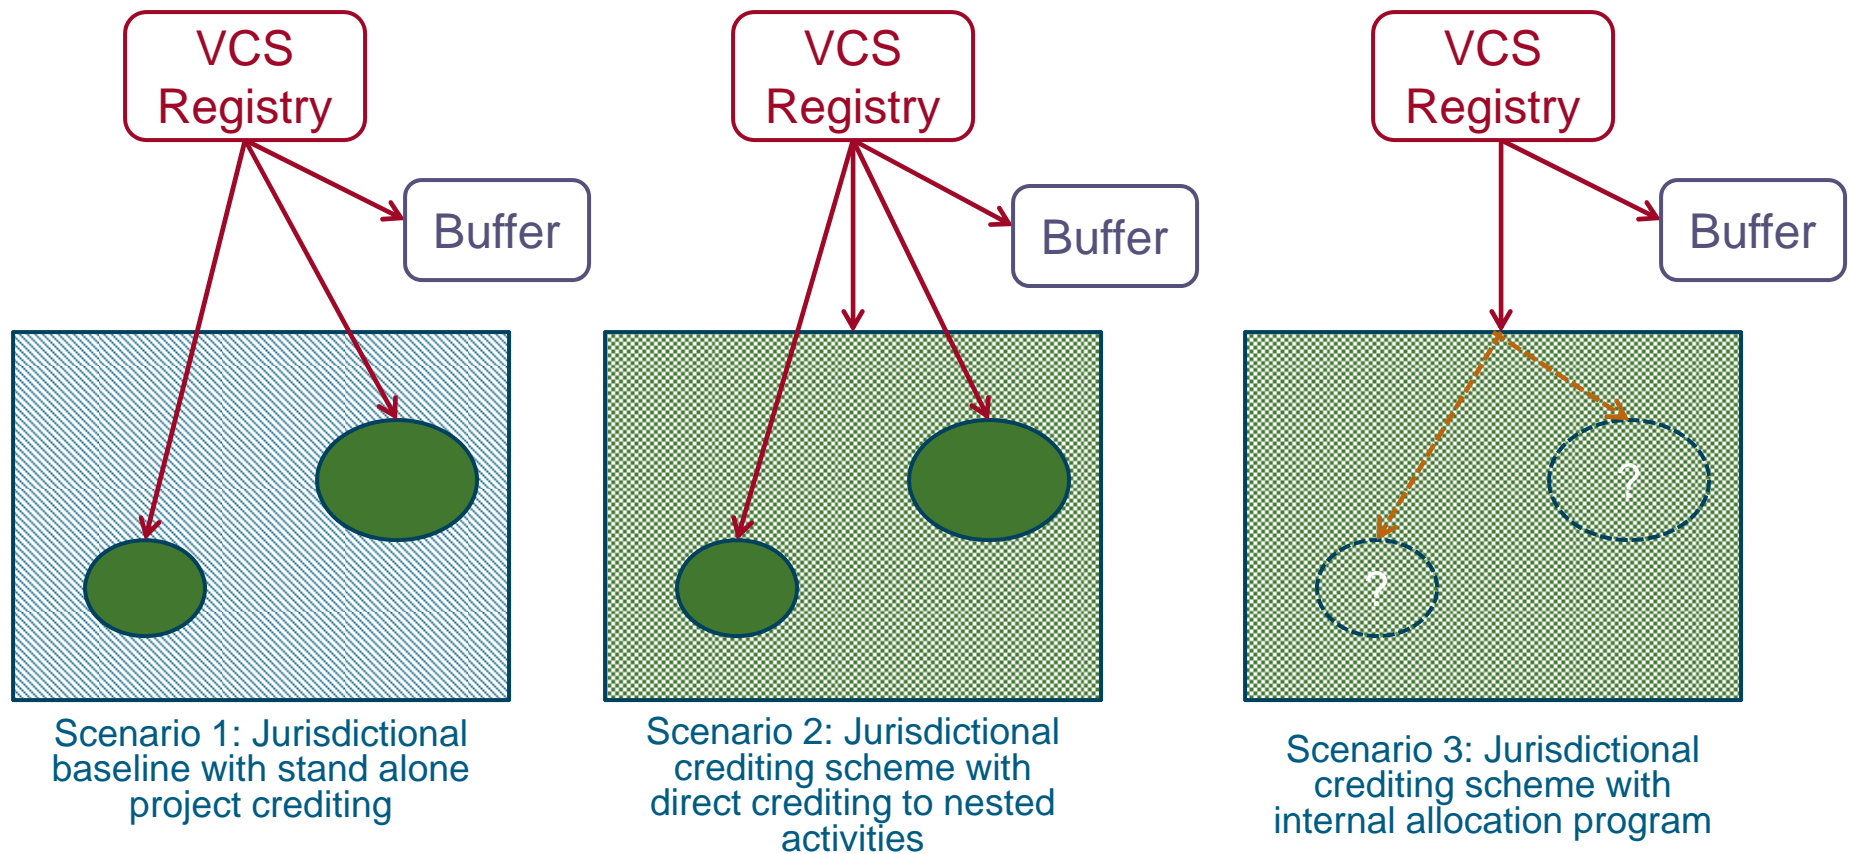 VCS
Registry
Buffer
Scenario 1: Jurisdictional
baseline with stand alone
project crediting
VCS
Registry
Buffer
Scenario 2: Jurisdictional
crediting scheme with
direct crediting to nested
activities
VCS
Registry
Buffer
?
?
Scenario 3: Jurisdictional
crediting scheme with
internal allocation program